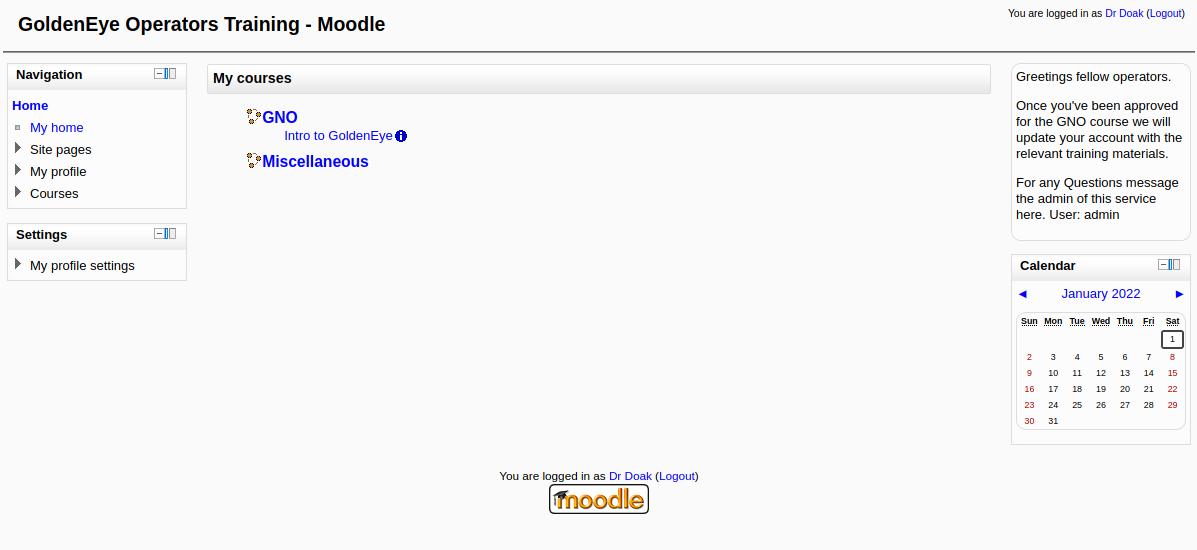 GoldenEye Operators Training - Moodle
You are logged in as Dr Doak (Logout)
Navigation
Home
My home
Site pages
My profile
Courses
Settings
My profile settings
My courses
GNO
Intro to GoldenEye
Miscellaneous
Greetings fellow operators.
Once you've been approved
for the GNO course we will
update your account with the
relevant training materials.
For any Questions message
the admin of this service
here. User: admin
Calendar
◄ January 2022 ►
Sun Mon Tue Wed Thu Fri Sat
1
2 3 4 5 6 7 8
9 10 11 12 13 14 15
16 17 18 19 20 21 22
23 24 25 26 27 28 29
30 31
You are logged in as Dr Doak (Logout)
moodle